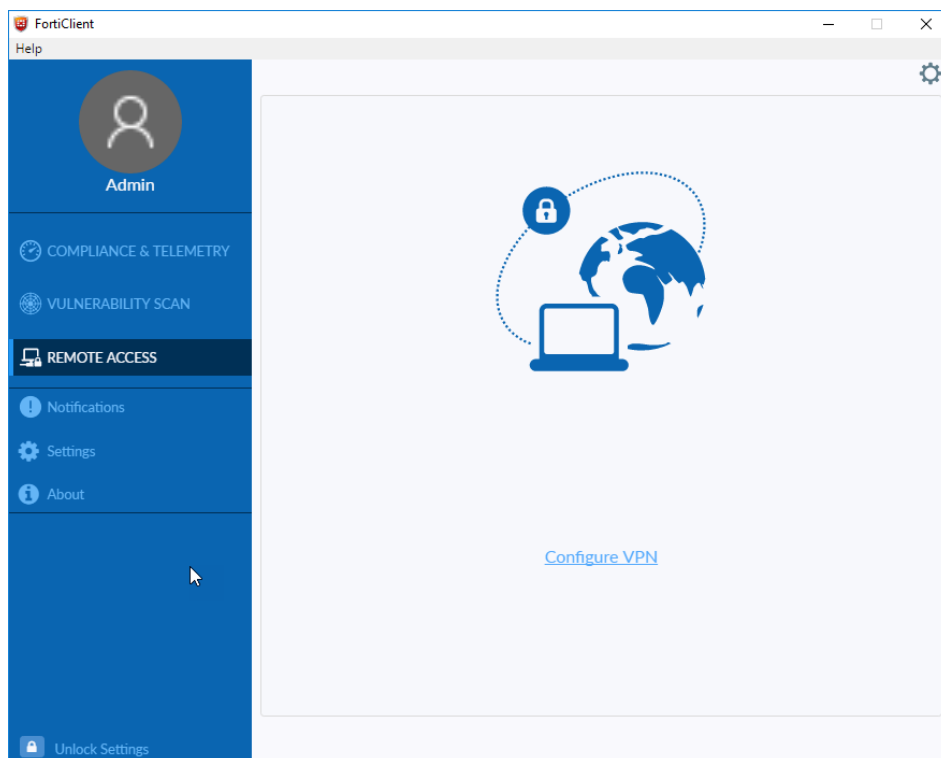 FortiClient
Help
Admin
COMPLIANCE & TELEMETRY
VULNERABILITY SCAN
REMOTE ACCESS
Notifications
Settings
About
Configure VPN
Unlock Settings